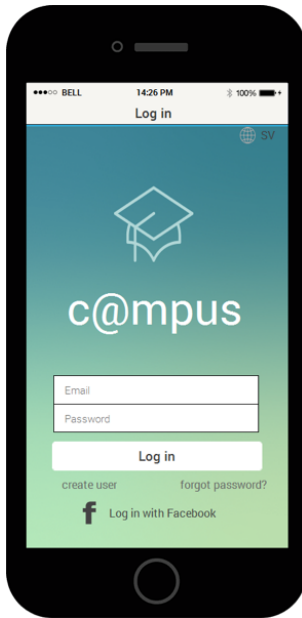 BELL 14:26 PM 100%
Log in
SV
c@mpus
Email
Password
Log in
create user forgot password?
f Log in with Facebook